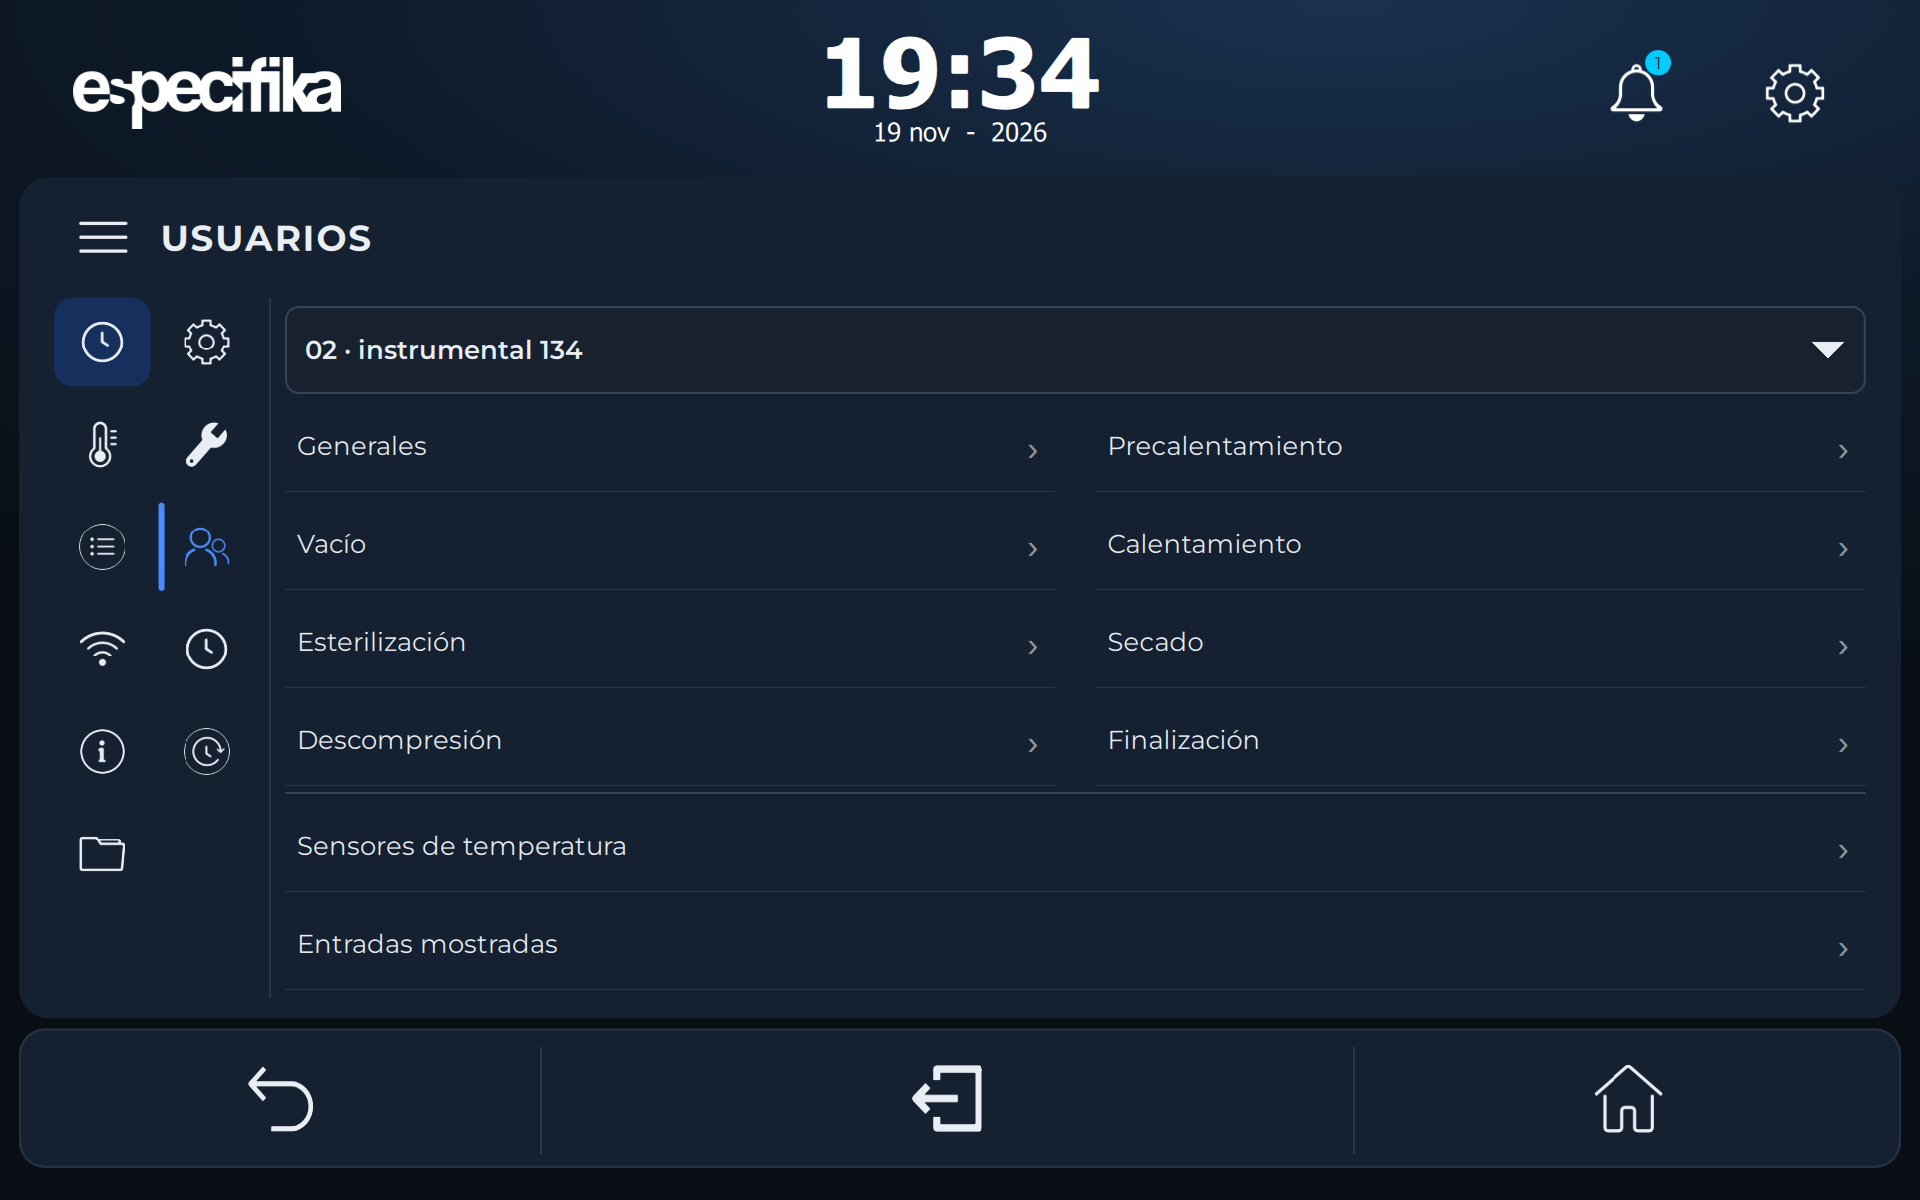 especifika
19:34
19 nov - 2026
1
USUARIOS
02 · instrumental 134
Generales
Precalentamiento
Vacío
Calentamiento
Esterilización
Secado
Descompresión
Finalización
Sensores de temperatura
Entradas mostradas